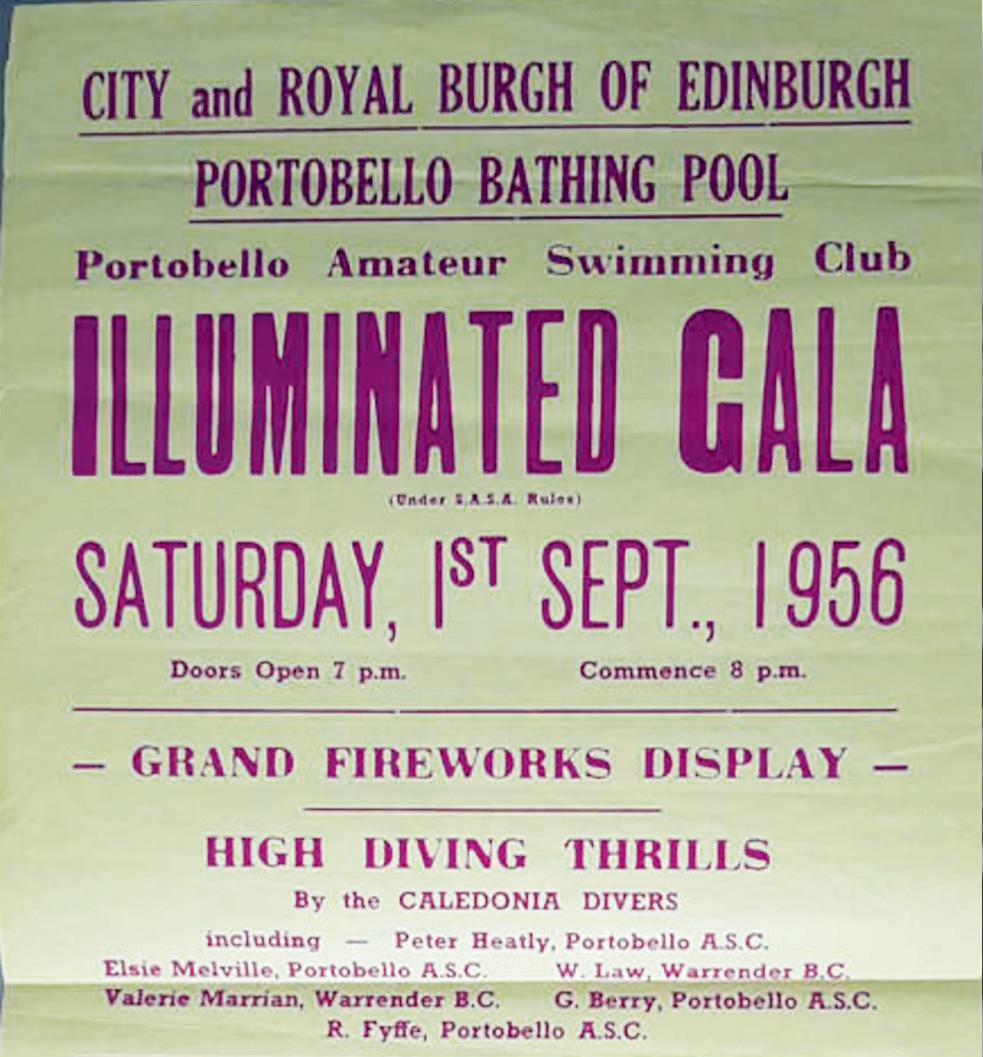 CITY and ROYAL BURGH OF EDINBURGH
PORTOBELLO BATHING POOL
Portobello Amateur Swimming Club
ILLUMINATED GALA
(Under S.A.S.A. Rules)
SATURDAY, 1ST SEPT., 1956
Doors Open 7 p.m. Commence 8 p.m.
— GRAND FIREWORKS DISPLAY —
HIGH DIVING THRILLS
By the CALEDONIA DIVERS
including — Peter Heatly, Portobello A.S.C.
Elsie Melville, Portobello A.S.C. W. Law, Warrender B.C.
Valerie Marrian, Warrender B.C. G. Berry, Portobello A.S.C.
R. Fyffe, Portobello A.S.C.